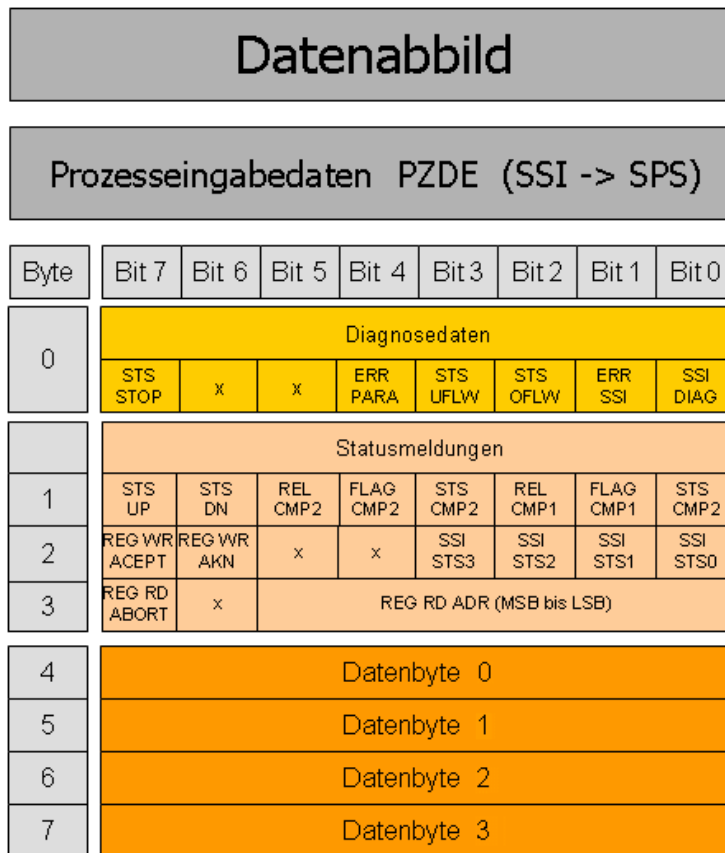 Datenabbild
Prozesseingabedaten PZDE (SSI -> SPS)
Byte Bit 7 Bit 6 Bit 5 Bit 4 Bit 3 Bit 2 Bit 1 Bit 0
0 Diagnosedaten
STS STOP x x ERR PARA STS UFLW STS OFLW ERR SSI SSI DIAG
Statusmeldungen
1 STS UP STS DN REL CMP2 FLAG CMP2 STS CMP2 REL CMP1 FLAG CMP1 STS CMP2
2 REG WR ACEPT REG WR AKN x x SSI STS3 SSI STS2 SSI STS1 SSI STS0
3 REG RD ABORT x REG RD ADR (MSB bis LSB)
4 Datenbyte 0
5 Datenbyte 1
6 Datenbyte 2
7 Datenbyte 3